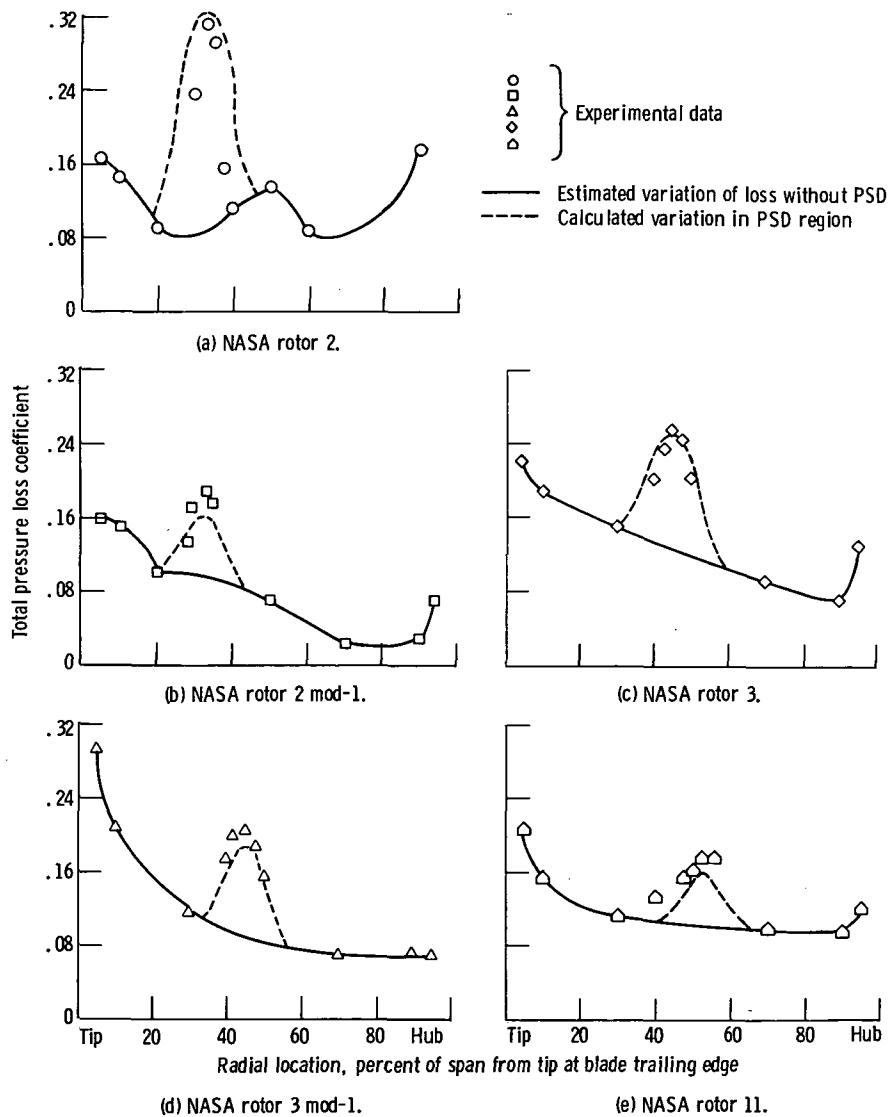 .32
.24
.16
.08
0
Experimental data
Estimated variation of loss without PSD
Calculated variation in PSD region
(a) NASA rotor 2.
Total pressure loss coefficient
.32
.24
.16
.08
0
(b) NASA rotor 2 mod-1.
(c) NASA rotor 3.
.32
.24
.16
.08
0
Tip 20 40 60 80 Hub
Tip 20 40 60 80 Hub
Radial location, percent of span from tip at blade trailing edge
(d) NASA rotor 3 mod-1.
(e) NASA rotor 11.